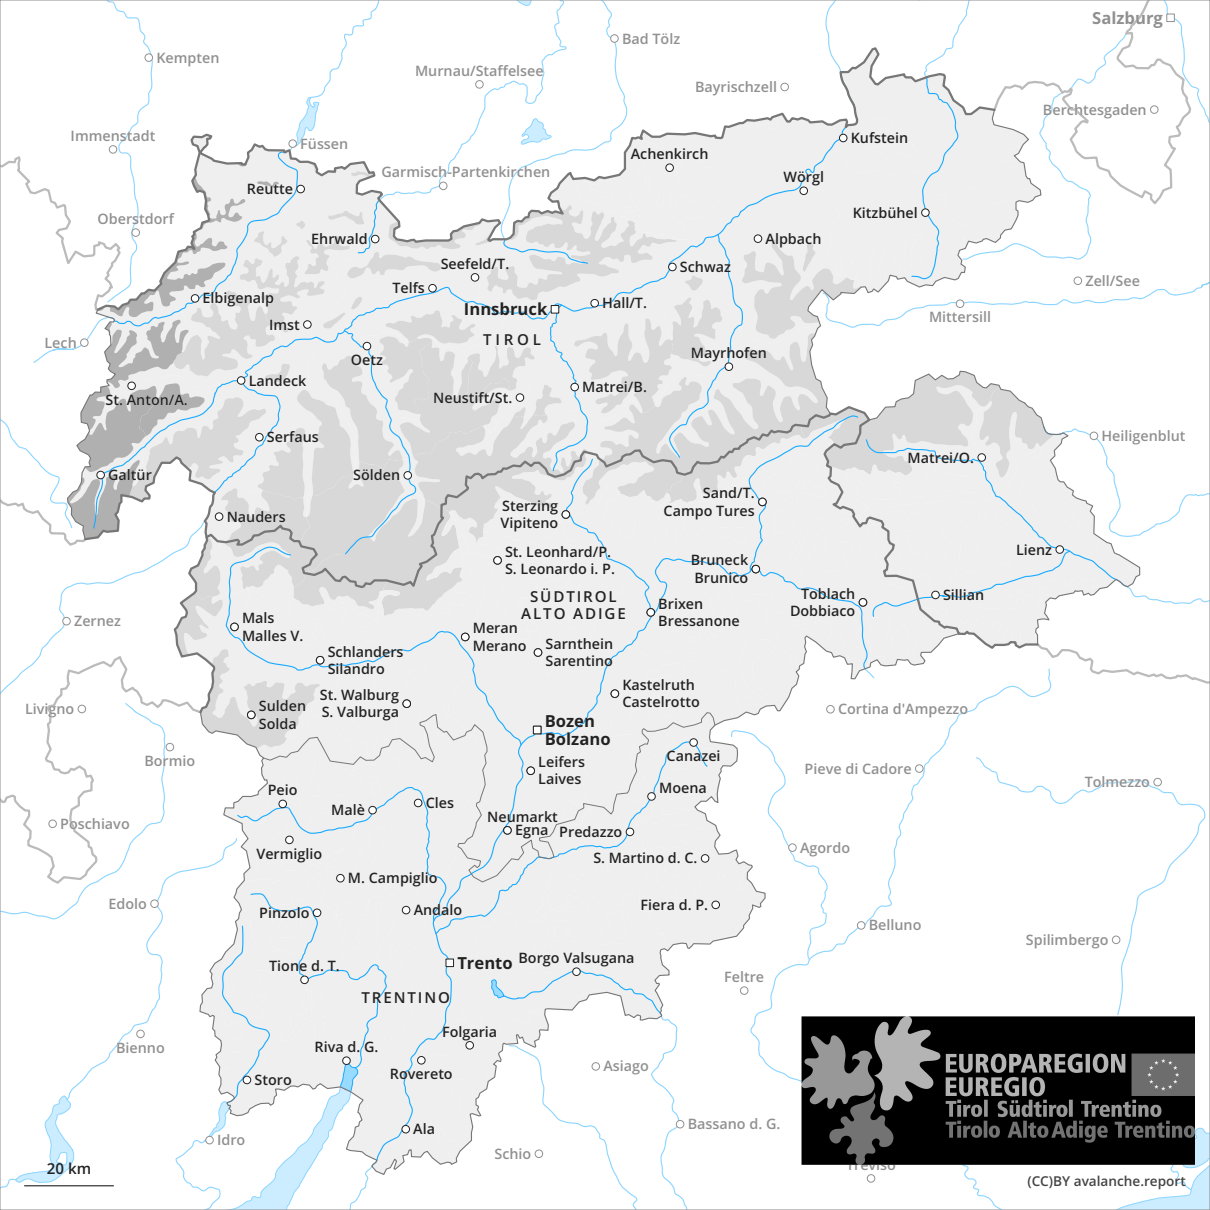 Salzburg
Bad Tölz
Kempten
Murnau/Staffelsee
Bayrischzell
Berchtesgaden
Immenstadt
Füssen
Kufstein
Achenkirch
Garmisch-Partenkirchen
Wörgl
Reutte
Oberstdorf
Kitzbühel
Ehrwald
Alpbach
Seefeld/T.
Schwaz
Zell/See
Telfs
Elbigenalp
Innsbruck
Hall/T.
Mittersill
Imst
TIROL
Lech
Oetz
Mayrhofen
Landeck
Matrei/B.
St. Anton/A.
Neustift/St.
Serfaus
Heiligenblut
Matrei/O.
Galtür
Sölden
Sand/T.
Campo Tures
Sterzing
Vipiteno
Nauders
St. Leonhard/P.
S. Leonardo i. P.
Lienz
Bruneck
Brunico
SÜDTIROL
ALTO ADIGE
Toblach
Dobbiaco
Sillian
Brixen
Bressanone
Zernez
Mals
Malles V.
Meran
Merano
Sarnthein
Sarentino
Schlanders
Silandro
Kastelruth
Castelrotto
St. Walburg
S. Valburga
Sulden
Solda
Livigno
Cortina d'Ampezzo
Bozen
Bolzano
Bormio
Canazei
Leifers
Laives
Pieve di Cadore
Tolmezzo
Peio
Moena
Malè
Cles
Neumarkt
Egna
Predazzo
Poschiavo
Vermiglio
S. Martino d. C.
Agordo
M. Campiglio
Edolo
Pinzolo
Andalo
Fiera d. P.
Belluno
Spilimbergo
Trento
Borgo Valsugana
Tione d. T.
Feltre
TRENTINO
Folgaria
Bienno
Riva d. G.
Rovereto
Asiago
Storo
EUROPAREGION
EUREGIO
Tirol Südtirol Trentino
Tirolo Alto Adige Trentino
Ala
Bassano d. G.
Idro
Schio
Treviso
20 km
(CC)BY avalanche.report